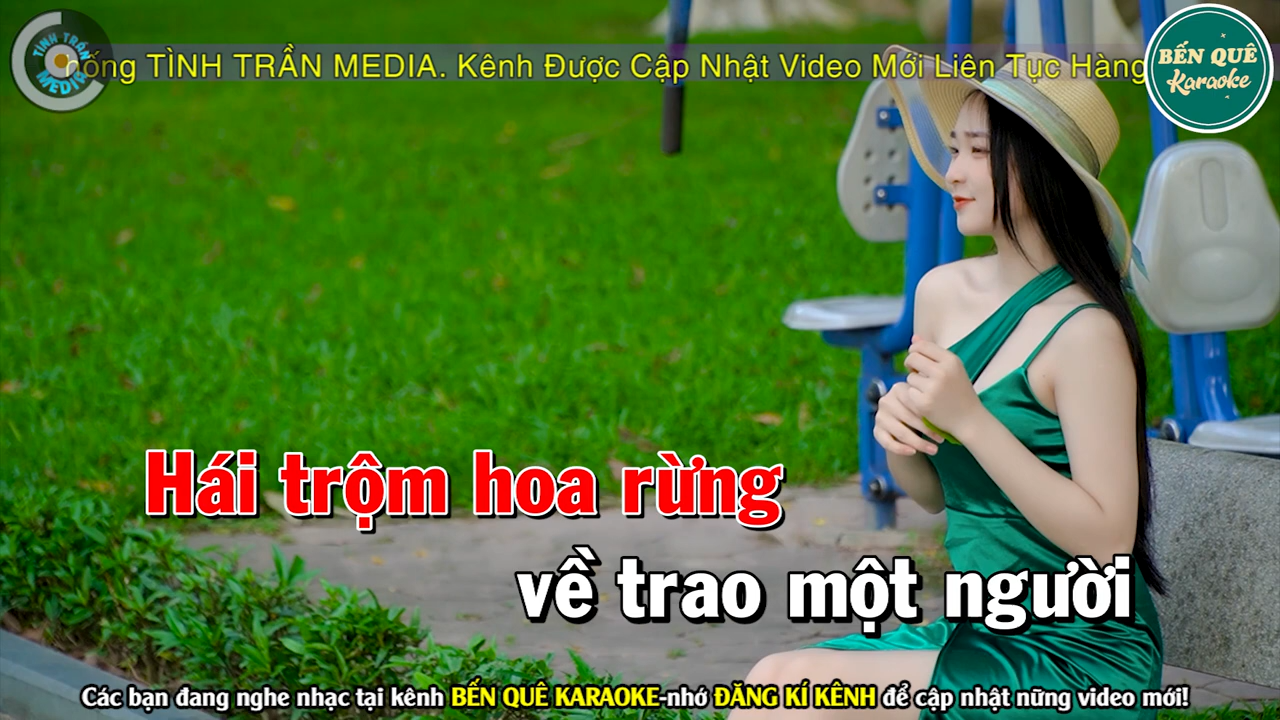 TÌNH TRẦN
MEDIA
hống TÌNH TRẦN MEDIA. Kênh Được Cập Nhật Video Mới Liên Tục Hàng
BẾN QUÊ
Karaoke
Hái trộm hoa rừng
về trao một người
Các bạn đang nghe nhạc tại kênh BẾN QUÊ KARAOKE-nhớ ĐĂNG KÍ KÊNH để cập nhật nững video mới!